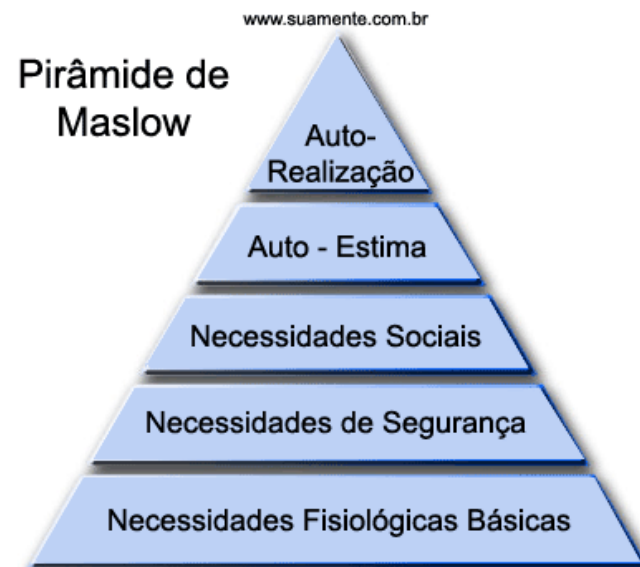 www.suamente.com.br
Pirâmide de
Maslow
Auto-
Realização
Auto - Estima
Necessidades Sociais
Necessidades de Segurança
Necessidades Fisiológicas Básicas